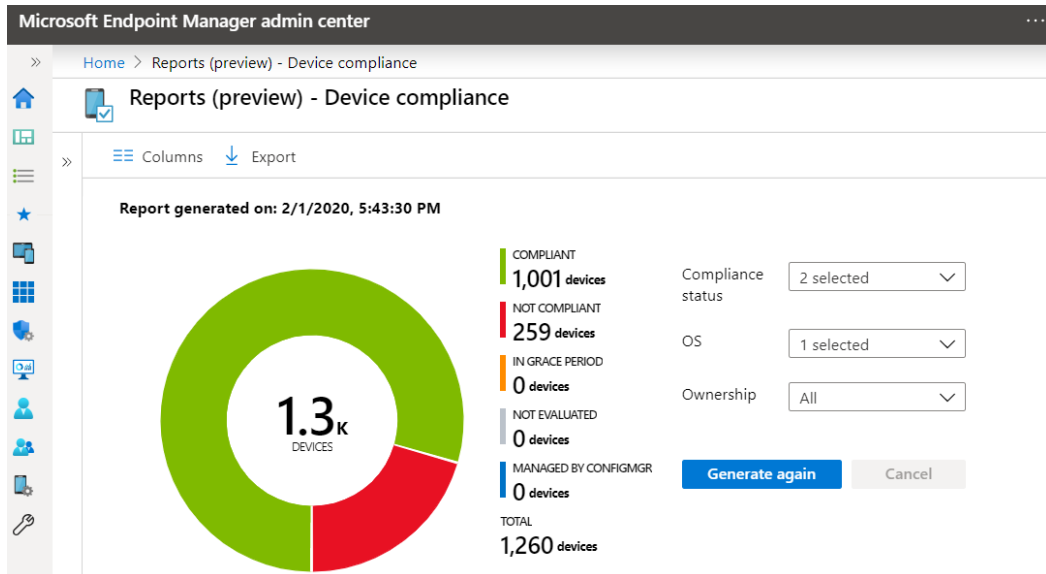 Microsoft Endpoint Manager admin center
...
Home > Reports (preview) - Device compliance
Reports (preview) - Device compliance
Columns
Export
Report generated on: 2/1/2020, 5:43:30 PM
1.3K
DEVICES
COMPLIANT
1,001 devices
NOT COMPLIANT
259 devices
IN GRACE PERIOD
0 devices
NOT EVALUATED
0 devices
MANAGED BY CONFIGMGR
0 devices
TOTAL
1,260 devices
Compliance
status
2 selected
OS
1 selected
Ownership
All
Generate again
Cancel